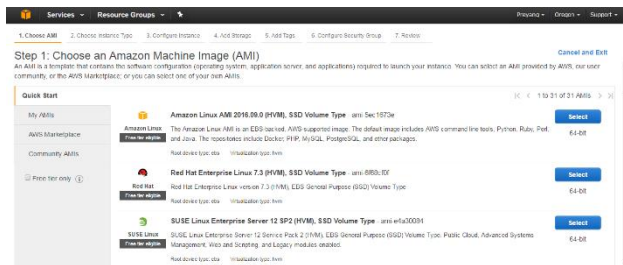 Services Resource Groups Preyang Oregon Support
1. Choose AMI 2. Choose Instance Type 3. Configure Instance 4. Add Storage 5. Add Tags 6. Configure Security Group 7. Review
Step 1: Choose an Amazon Machine Image (AMI) Cancel and Exit
An AMI is a template that contains the software configuration (operating system, application server, and applications) required to launch your instance. You can select an AMI provided by AWS, our user
community, or the AWS Marketplace; or you can select one of your own AMIs.
Quick Start 1 to 31 of 31 AMIs
My AMIs
AWS Marketplace
Community AMIs
Free tier only
Amazon Linux
Free tier eligible
Amazon Linux AMI 2016.09.0 (HVM), SSD Volume Type - ami-5ec1673e
The Amazon Linux AMI is an EBS-backed, AWS-supported image. The default image includes AWS command line tools, Python, Ruby, Perl,
and Java. The repositories include Docker, PHP, MySQL, PostgreSQL, and other packages.
Root device type: ebs Virtualization type: hvm
Select
64-bit
Red Hat
Free tier eligible
Red Hat Enterprise Linux 7.3 (HVM), SSD Volume Type
Red Hat Enterprise Linux version 7.3 (HVM), EBS General Purpose (SSD) Volume Type
Root device type: ebs Virtualization type: hvm
Select
64-bit
SUSE Linux
Free tier eligible
SUSE Linux Enterprise Server 12 SP2 (HVM), SSD Volume Type - ami-e4a30084
SUSE Linux Enterprise Server 12 Service Pack 2 (HVM), EBS General Purpose (SSD) Volume Type. Public Cloud, Advanced Systems
Management, Web and Scripting, and Legacy modules enabled.
Root device type: ebs Virtualization type: hvm
Select
64-bit